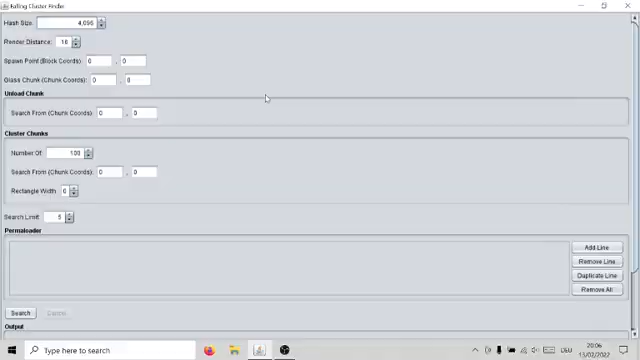 Falling Cluster Finder
Hash Size: 4,096
Render Distance: 16
Spawn Point (Block Coords): 0 , 0
Glass Chunk (Chunk Coords): 0 , 0
Unload Chunk
Search From (Chunk Coords): 0 , 0
Cluster Chunks
Number Of: 100
Search From (Chunk Coords): 0 , 0
Rectangle Width: 0
Search Limit: 5
Permaloader
Add Line
Remove Line
Duplicate Line
Remove All
Search Cancel
Output
Type here to search
DEU
20:06
13/02/2022